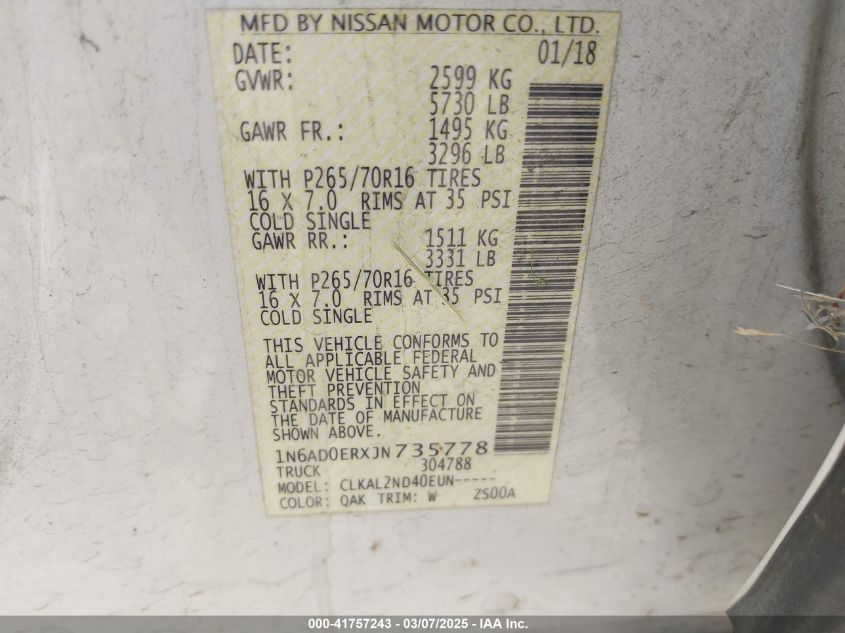 MFD BY NISSAN MOTOR CO., LTD.
DATE: 01/18
GVWR: 2599 KG
5730 LB
GAWR FR.: 1495 KG
3296 LB
WITH P265/70R16 TIRES
16 X 7.0 RIMS AT 35 PSI
COLD SINGLE
GAWR RR.: 1511 KG
3331 LB
WITH P265/70R16 TIRES
16 X 7.0 RIMS AT 35 PSI
COLD SINGLE
THIS VEHICLE CONFORMS TO
ALL APPLICABLE FEDERAL
MOTOR VEHICLE SAFETY AND
THEFT PREVENTION
STANDARDS IN EFFECT ON
THE DATE OF MANUFACTURE
SHOWN ABOVE.
1N6AD0ERXJN735778
TRUCK 304788
MODEL: CLKAL2ND40EUN-----
COLOR: QAK TRIM: W ZS00A
000-41757243 - 03/07/2025 - IAA Inc.